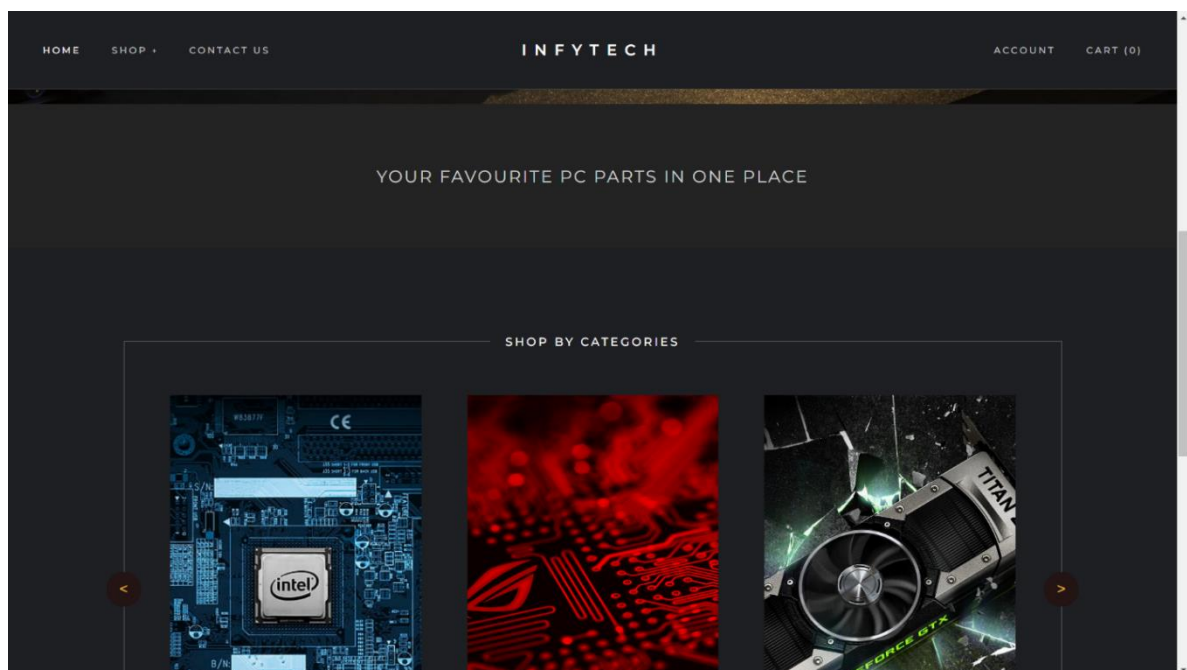 HOME SHOP + CONTACT US INFYTECH ACCOUNT CART (0)
YOUR FAVOURITE PC PARTS IN ONE PLACE
SHOP BY CATEGORIES
CE
S/N
intel
B/N:
TITAN
GEFORCE GTX
<
>